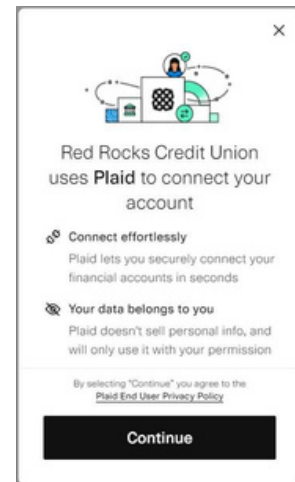 Red Rocks Credit Union
uses Plaid to connect your
account
Connect effortlessly
Plaid lets you securely connect your
financial accounts in seconds
Your data belongs to you
Plaid doesn't sell personal info, and
will only use it with your permission
By selecting "Continue" you agree to the
Plaid End User Privacy Policy
Continue